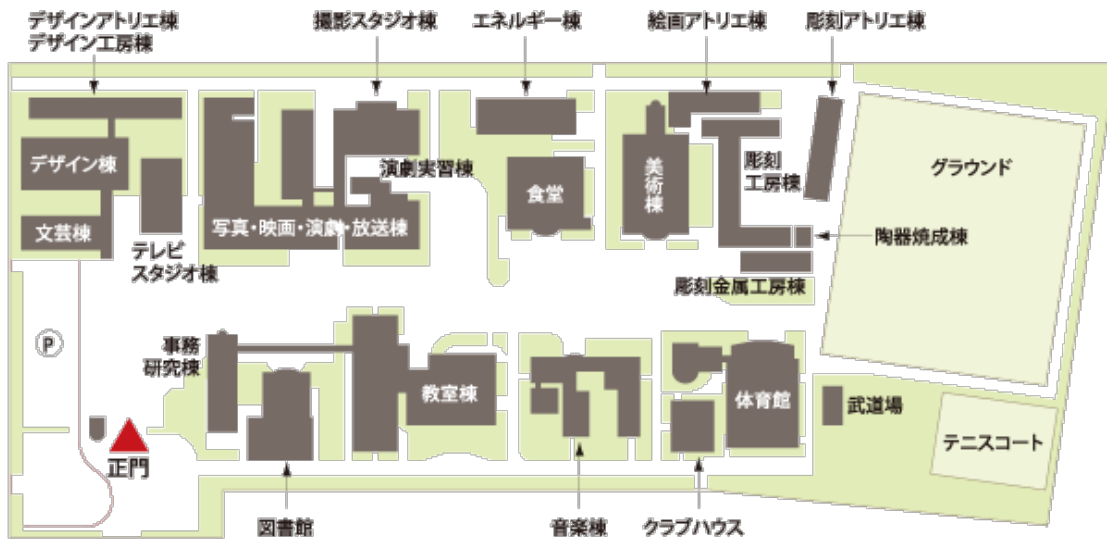 デザインアトリエ棟
デザイン工房棟
撮影スタジオ棟
エネルギー棟
絵画アトリエ棟
彫刻アトリエ棟
デザイン棟
演劇実習棟
食堂
美術棟
彫刻
工房棟
グラウンド
文芸棟
写真・映画・演劇・放送棟
テレビ
スタジオ棟
陶器焼成棟
彫刻金属工房棟
P
事務
研究棟
教室棟
体育館
武道場
テニスコート
正門
図書館
音楽棟
クラブハウス